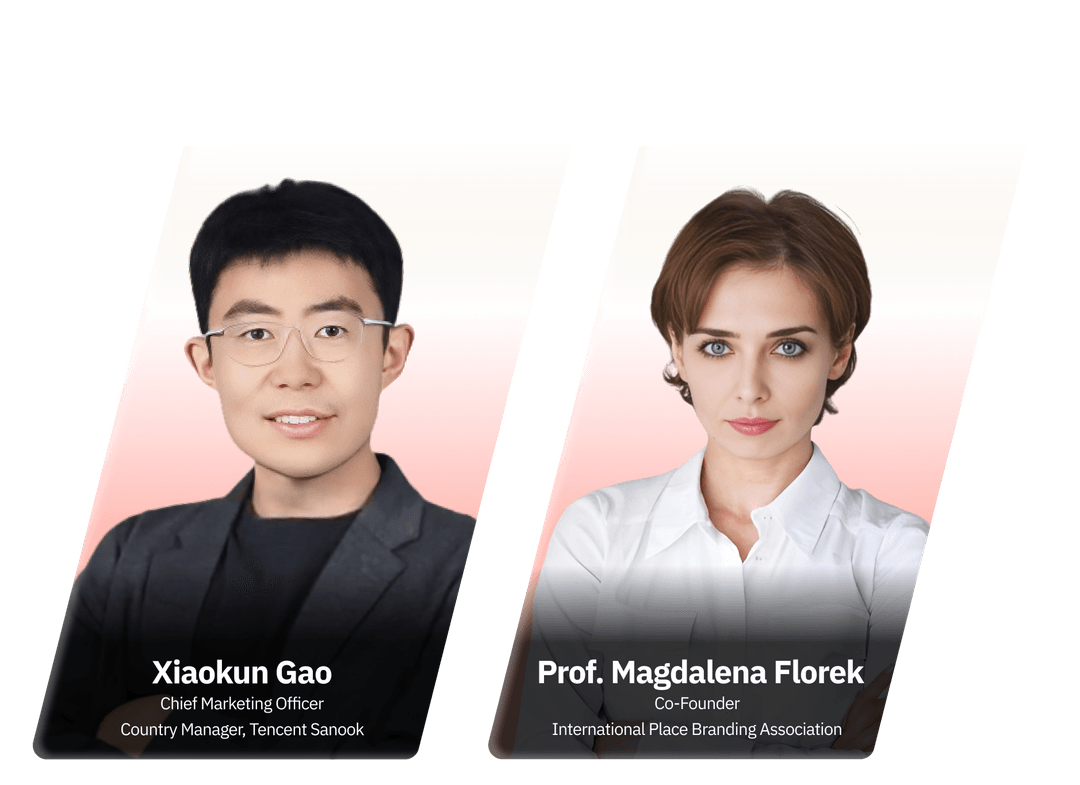 Xiaokun Gao
Chief Marketing Officer
Country Manager, Tencent Sanook
Prof. Magdalena Florek
Co-Founder
International Place Branding Association